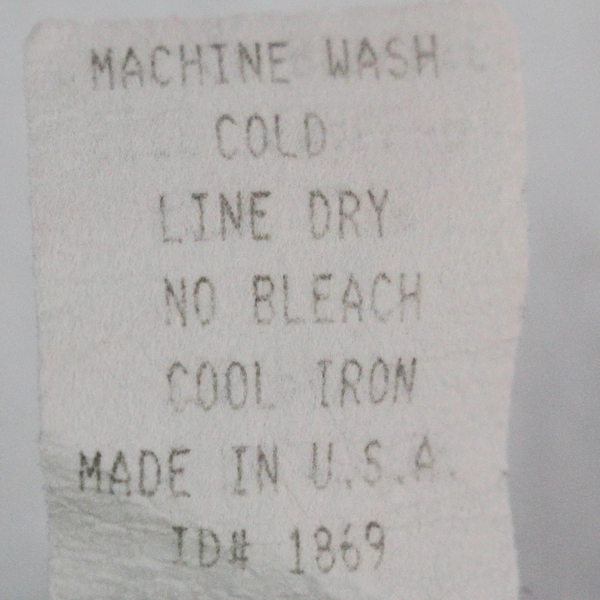 MACHINE WASH
COLD
LINE DRY
NO BLEACH
COOL IRON
MADE IN U.S.A.
ID# 1869